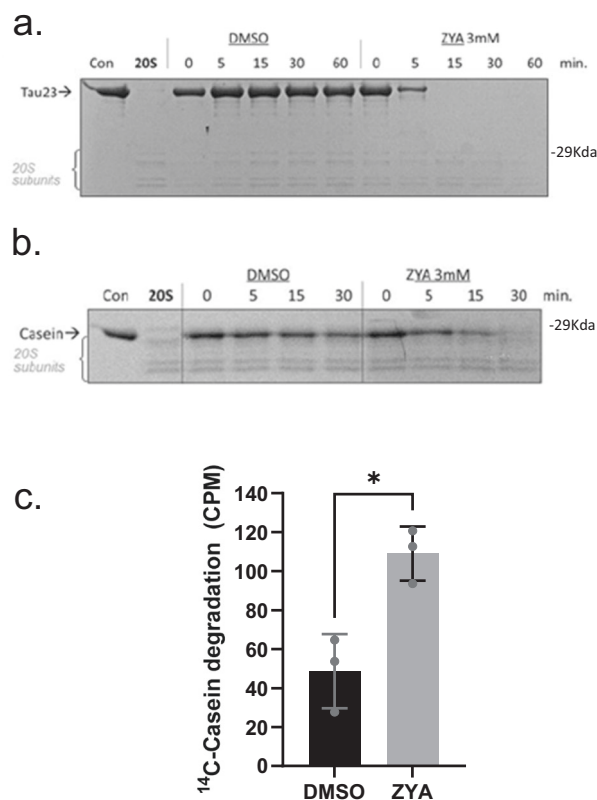 a.
DMSO ZYA 3mM
Con 20S 0 5 15 30 60 0 5 15 30 60 min.
Tau23→
-29Kda
20S
subunits
b.
DMSO ZYA 3mM
Con 20S 0 5 15 30 0 5 15 30 min.
-29Kda
Casein→
20S
subunits
c.
*
14C-Casein degradation (CPM)
140
120
100
80
60
40
20
0
DMSO ZYA